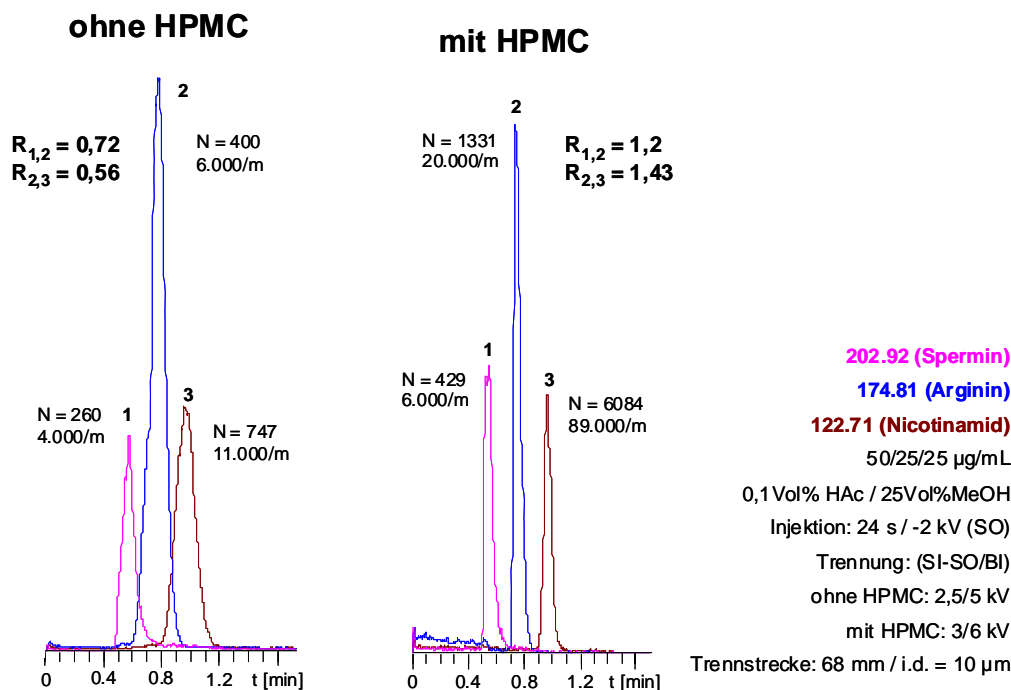 ohne HPMC
2
R1,2 = 0,72
R2,3 = 0,56
N = 400
6.000/m
N = 260
4.000/m
1
3
N = 747
11.000/m
0 0.4 0.8 1.2 t [min]
mit HPMC
2
N = 1331
20.000/m
R1,2 = 1,2
R2,3 = 1,43
1
N = 429
6.000/m
3
N = 6084
89.000/m
0 0.4 0.8 1.2 t [min]
202.92 (Spermin)
174.81 (Arginin)
122.71 (Nicotinamid)
50/25/25 µg/mL
0,1Vol% HAc / 25Vol%MeOH
Injektion: 24 s / -2 kV (SO)
Trennung: (SI-SO/BI)
ohne HPMC: 2,5/5 kV
mit HPMC: 3/6 kV
Trennstrecke: 68 mm / i.d. = 10 µm